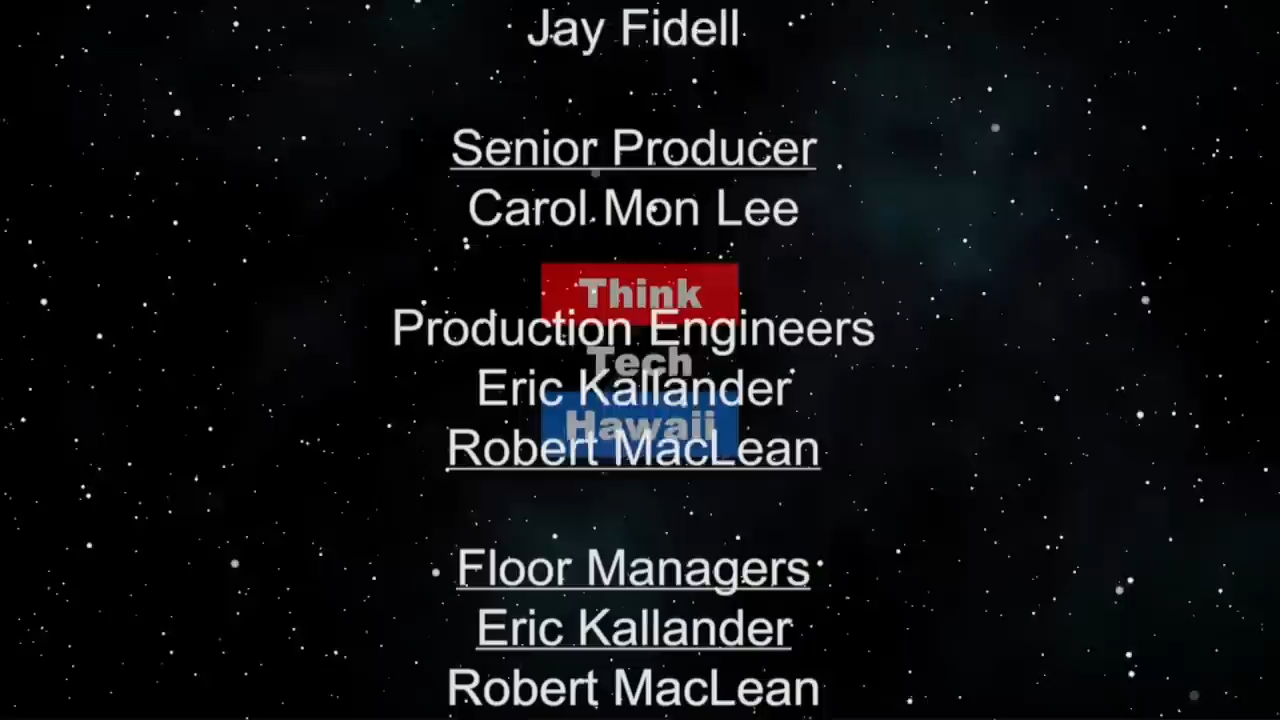 Jay Fidell
Senior Producer
Carol Mon Lee
Think
Production Engineers
Tech
Eric Kallander
Hawaii
Robert MacLean
Floor Managers
Eric Kallander
Robert MacLean